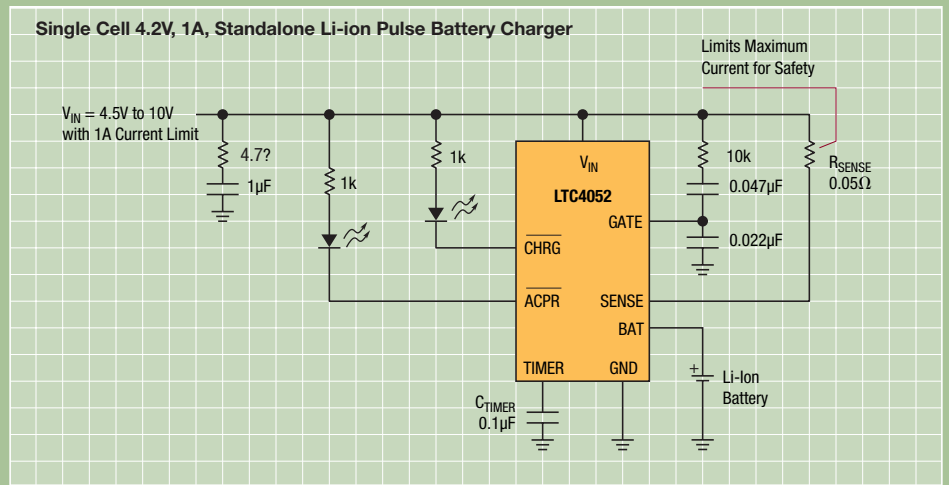 Single Cell 4.2V, 1A, Standalone Li-ion Pulse Battery Charger
Limits Maximum
Current for Safety
VIN = 4.5V to 10V
with 1A Current Limit
4.7?
1µF
1k
1k
VIN
LTC4052
GATE
CHRG
ACPR
SENSE
BAT
TIMER
GND
10k
0.047µF
0.022µF
RSENSE
0.05Ω
+
Li-Ion
Battery
CTIMER
0.1µF